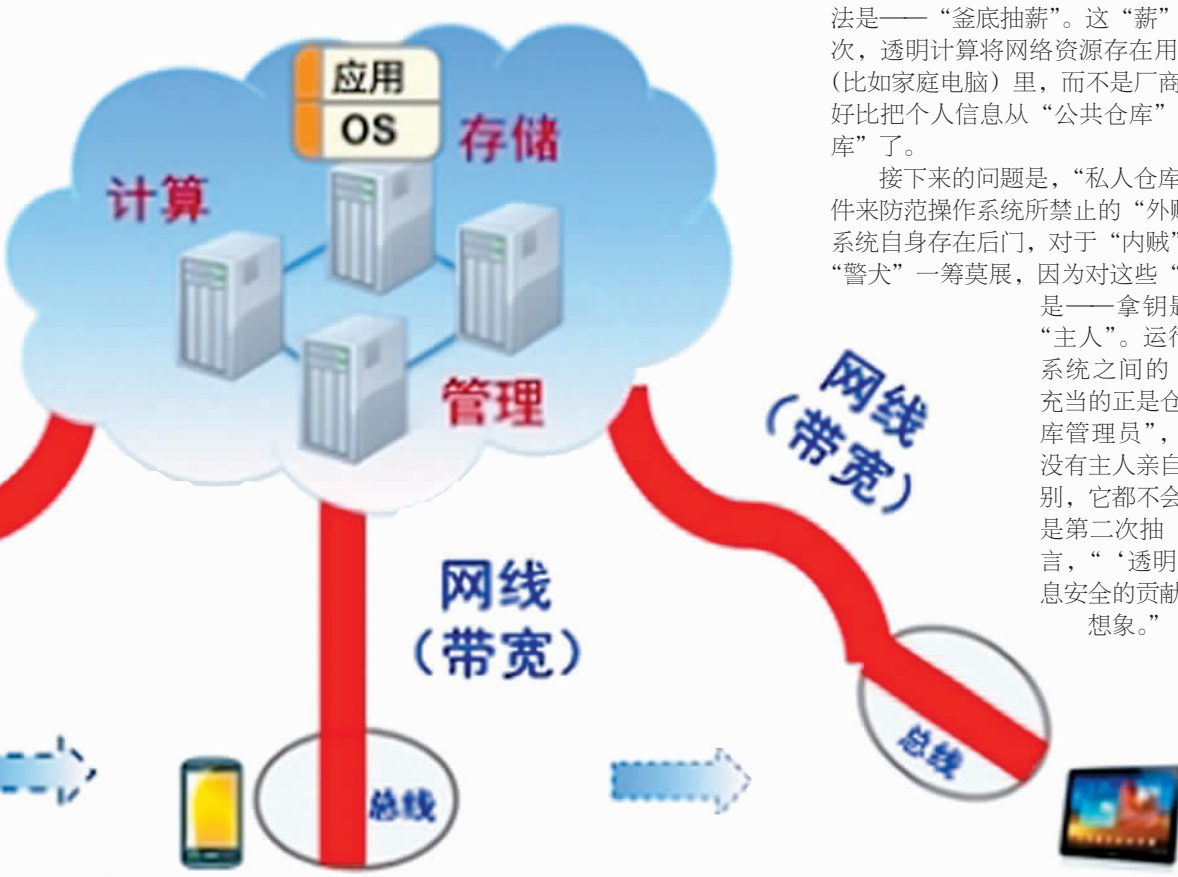 应用
OS
存储
计算
管理
网线
（带宽）
网线
（带宽）
总线
总线
法是——“釜底抽薪”。这“薪”
次，透明计算将网络资源存在用
(比如家庭电脑）里，而不是厂商
好比把个人信息从“公共仓库”
库”了。
接下来的问题是，“私人仓库
件来防范操作系统所禁止的“外贼
系统自身存在后门，对于“内贼”
“警犬”一筹莫展，因为对这些“
是——拿钥匙
“主人”。运行
系统之间的
充当的正是仓
库管理员”，
没有主人亲自
别，它都不会
是第二次抽
言，“‘透明
息安全的贡献
想象。”